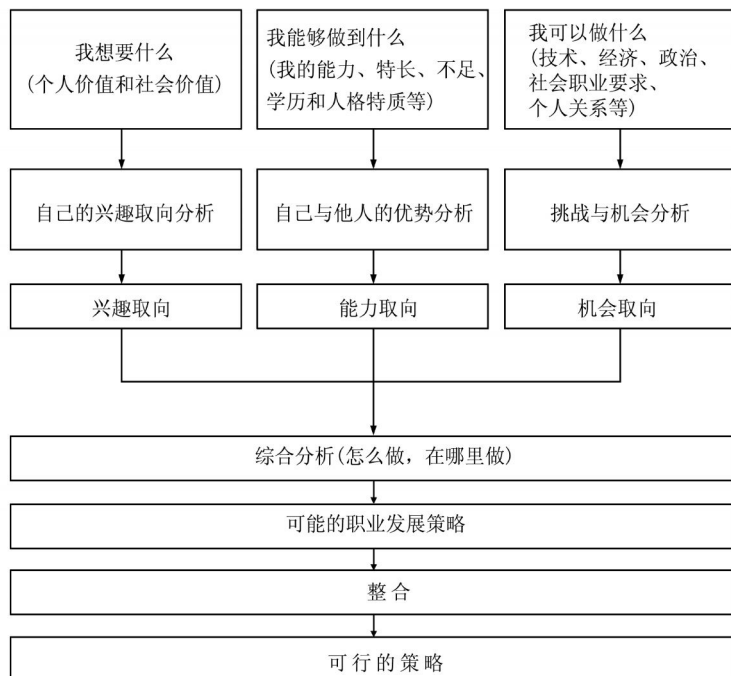 我想要什么
(个人价值和社会价值)
我能够做到什么
(我的能力、特长、不足、
学历和人格特质等)
我可以做什么
(技术、经济、政治、
社会职业要求、
个人关系等)
自己的兴趣取向分析
自己与他人的优势分析
挑战与机会分析
兴趣取向
能力取向
机会取向
综合分析(怎么做，在哪里做)
可能的职业发展策略
整 合
可 行 的 策 略